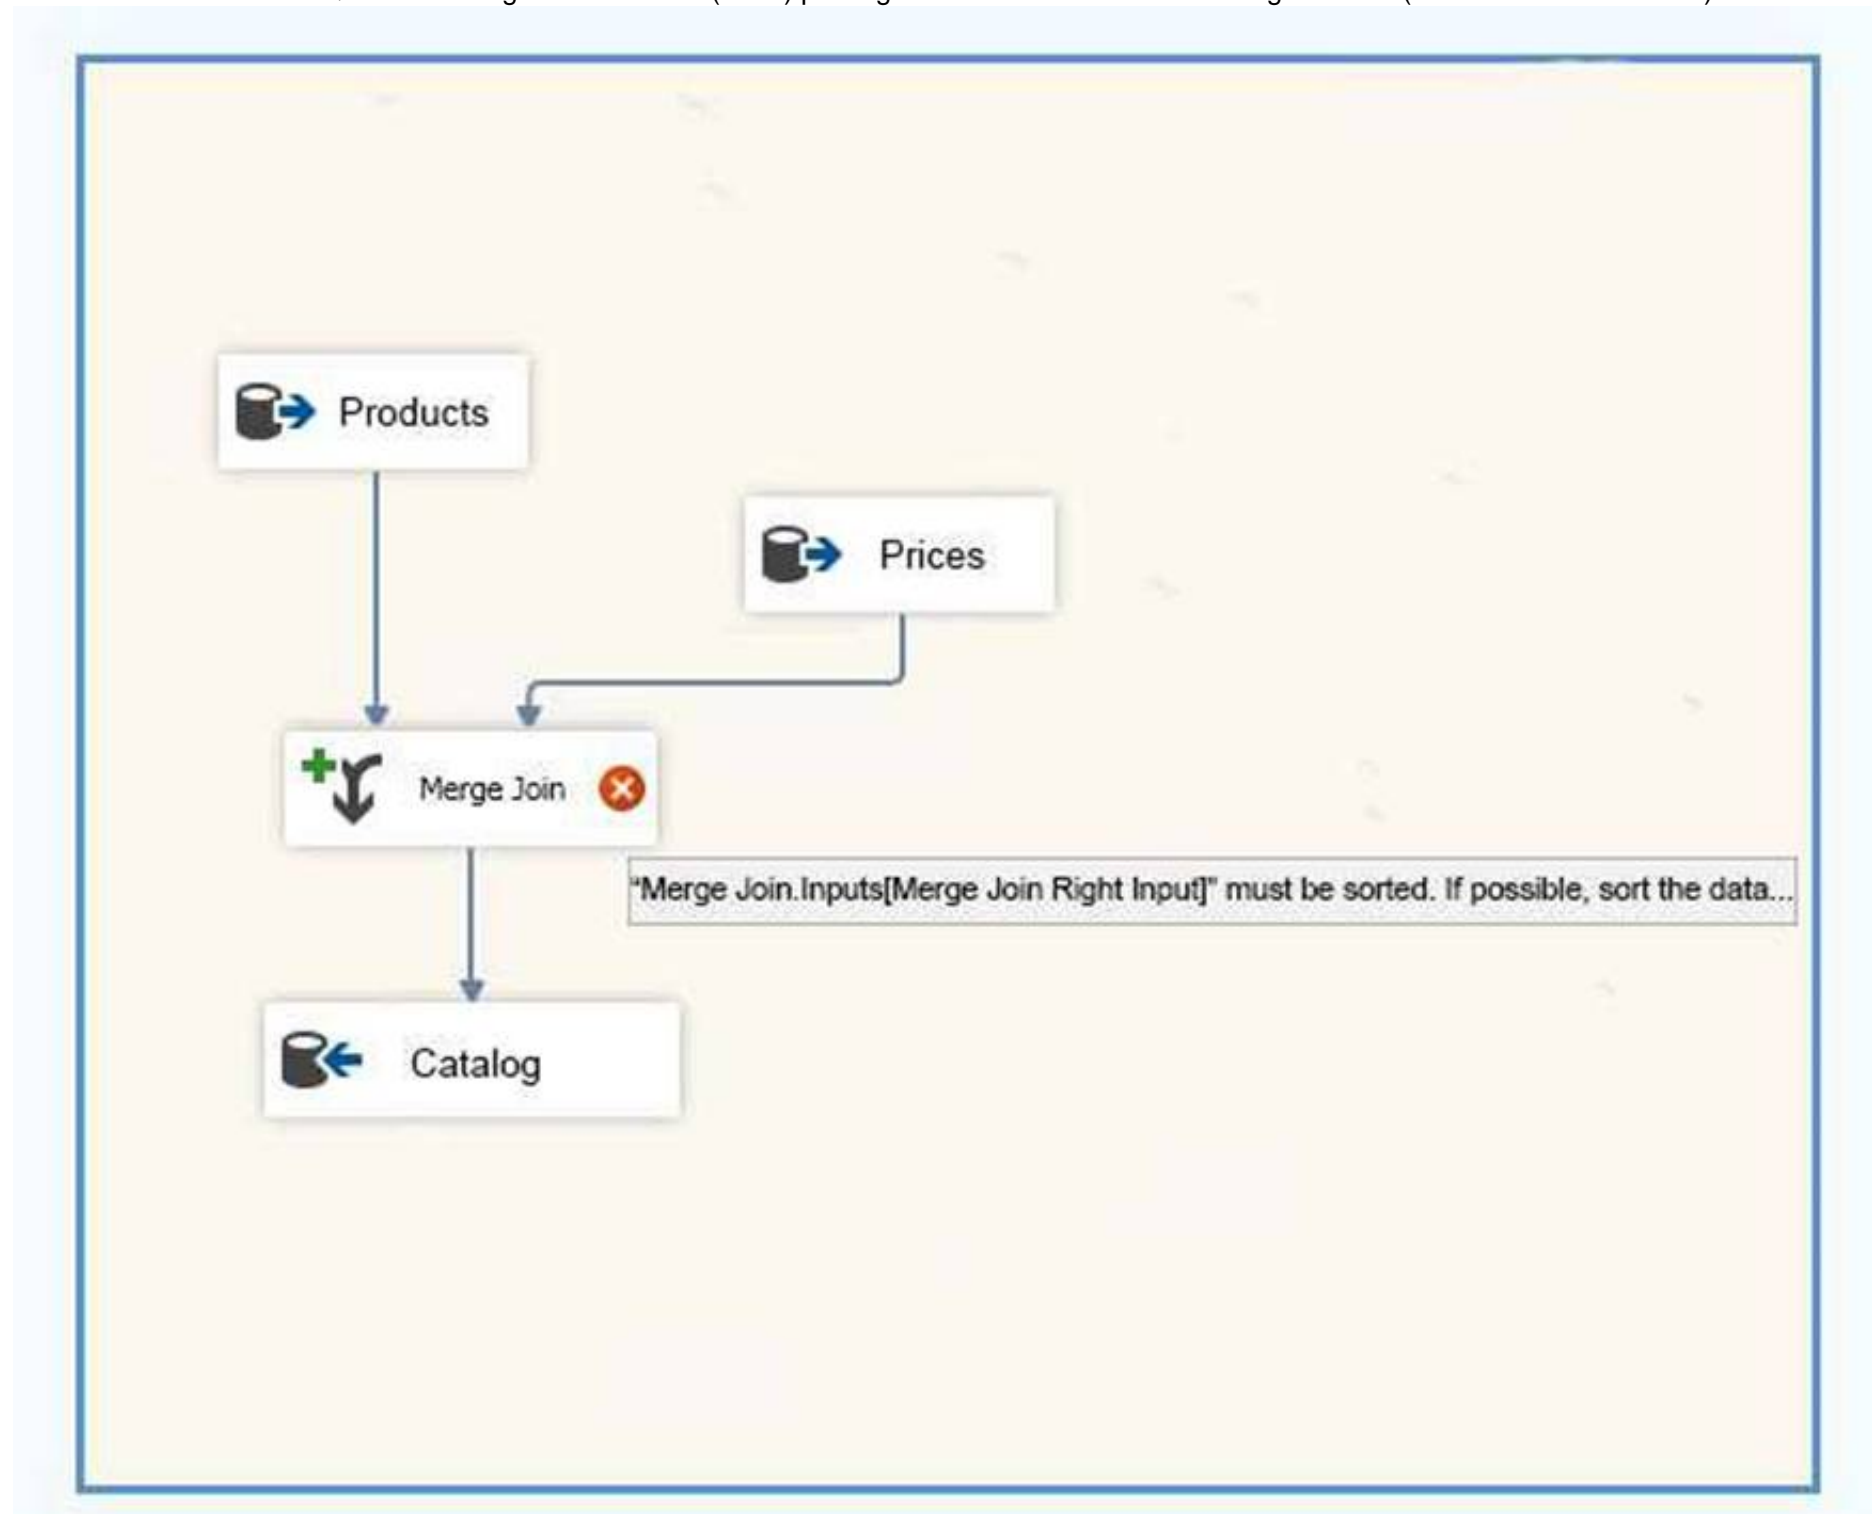 Products
Prices
Merge Join
"Merge Join.Inputs[Merge Join Right Input]" must be sorted. If possible, sort the data...
Catalog